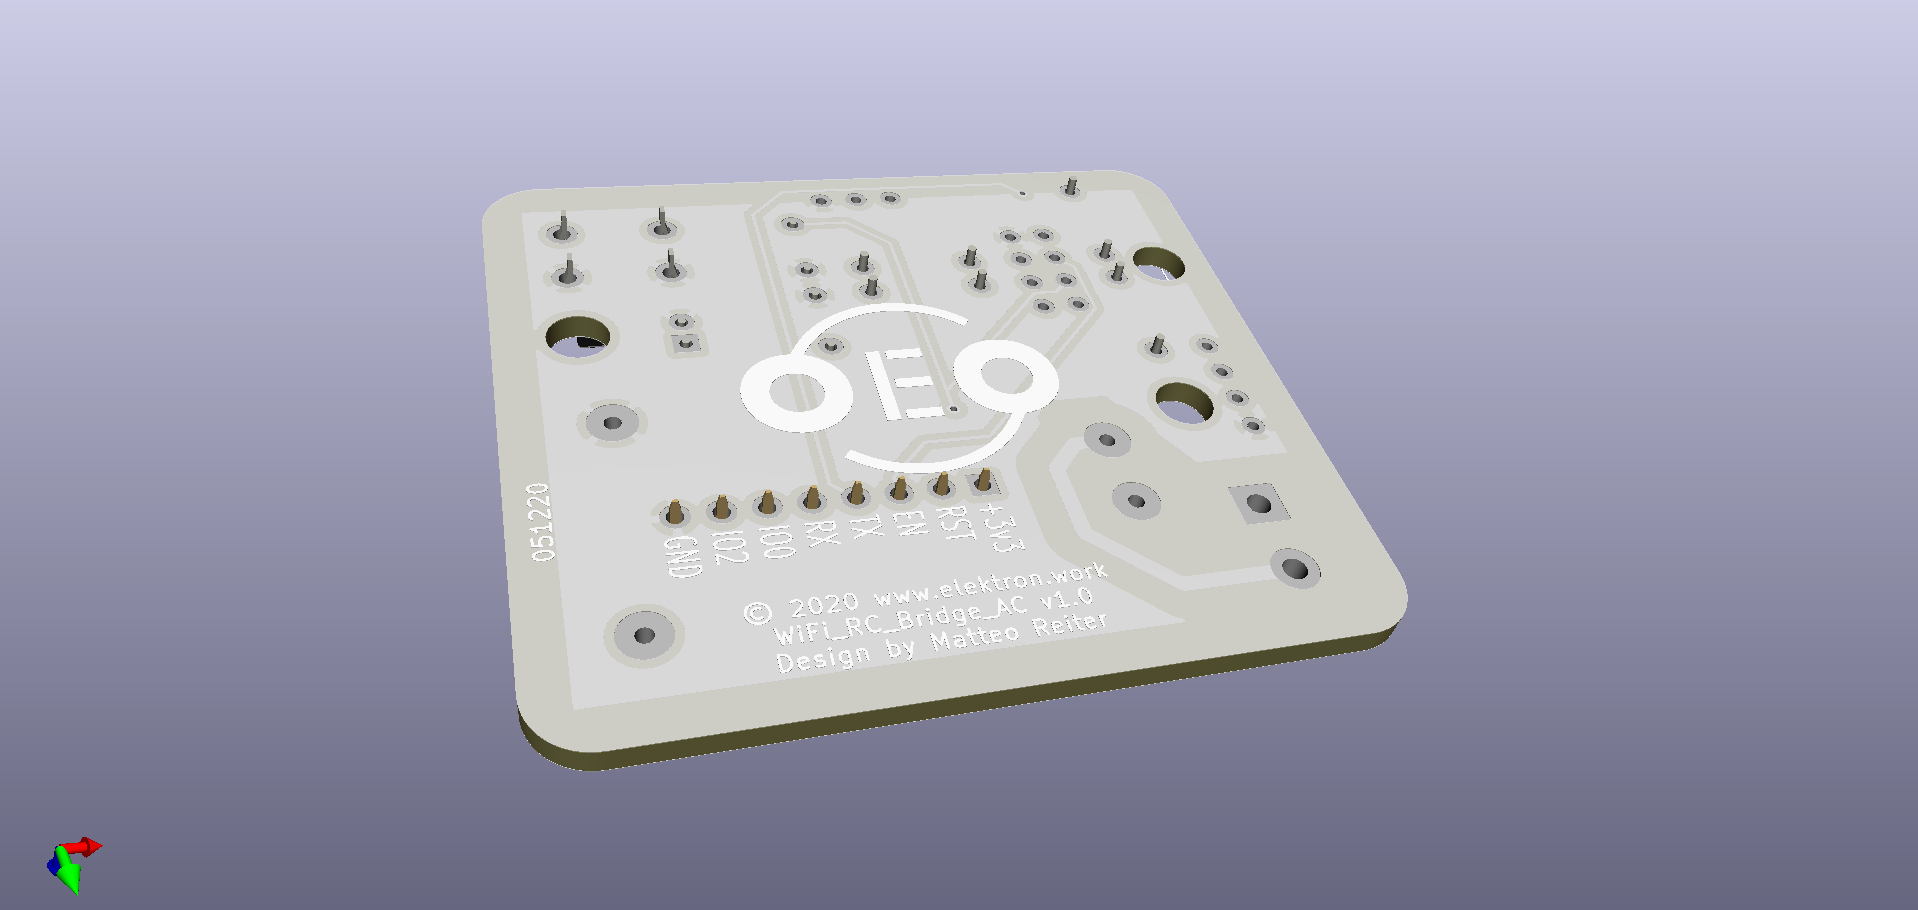 051220
GND
IO2
IO0
RX
TX
EN
RST
+3v3
© 2020 www.elektron.work
WiFi_RC_Bridge_AC v1.0
Design by Matteo Reiter